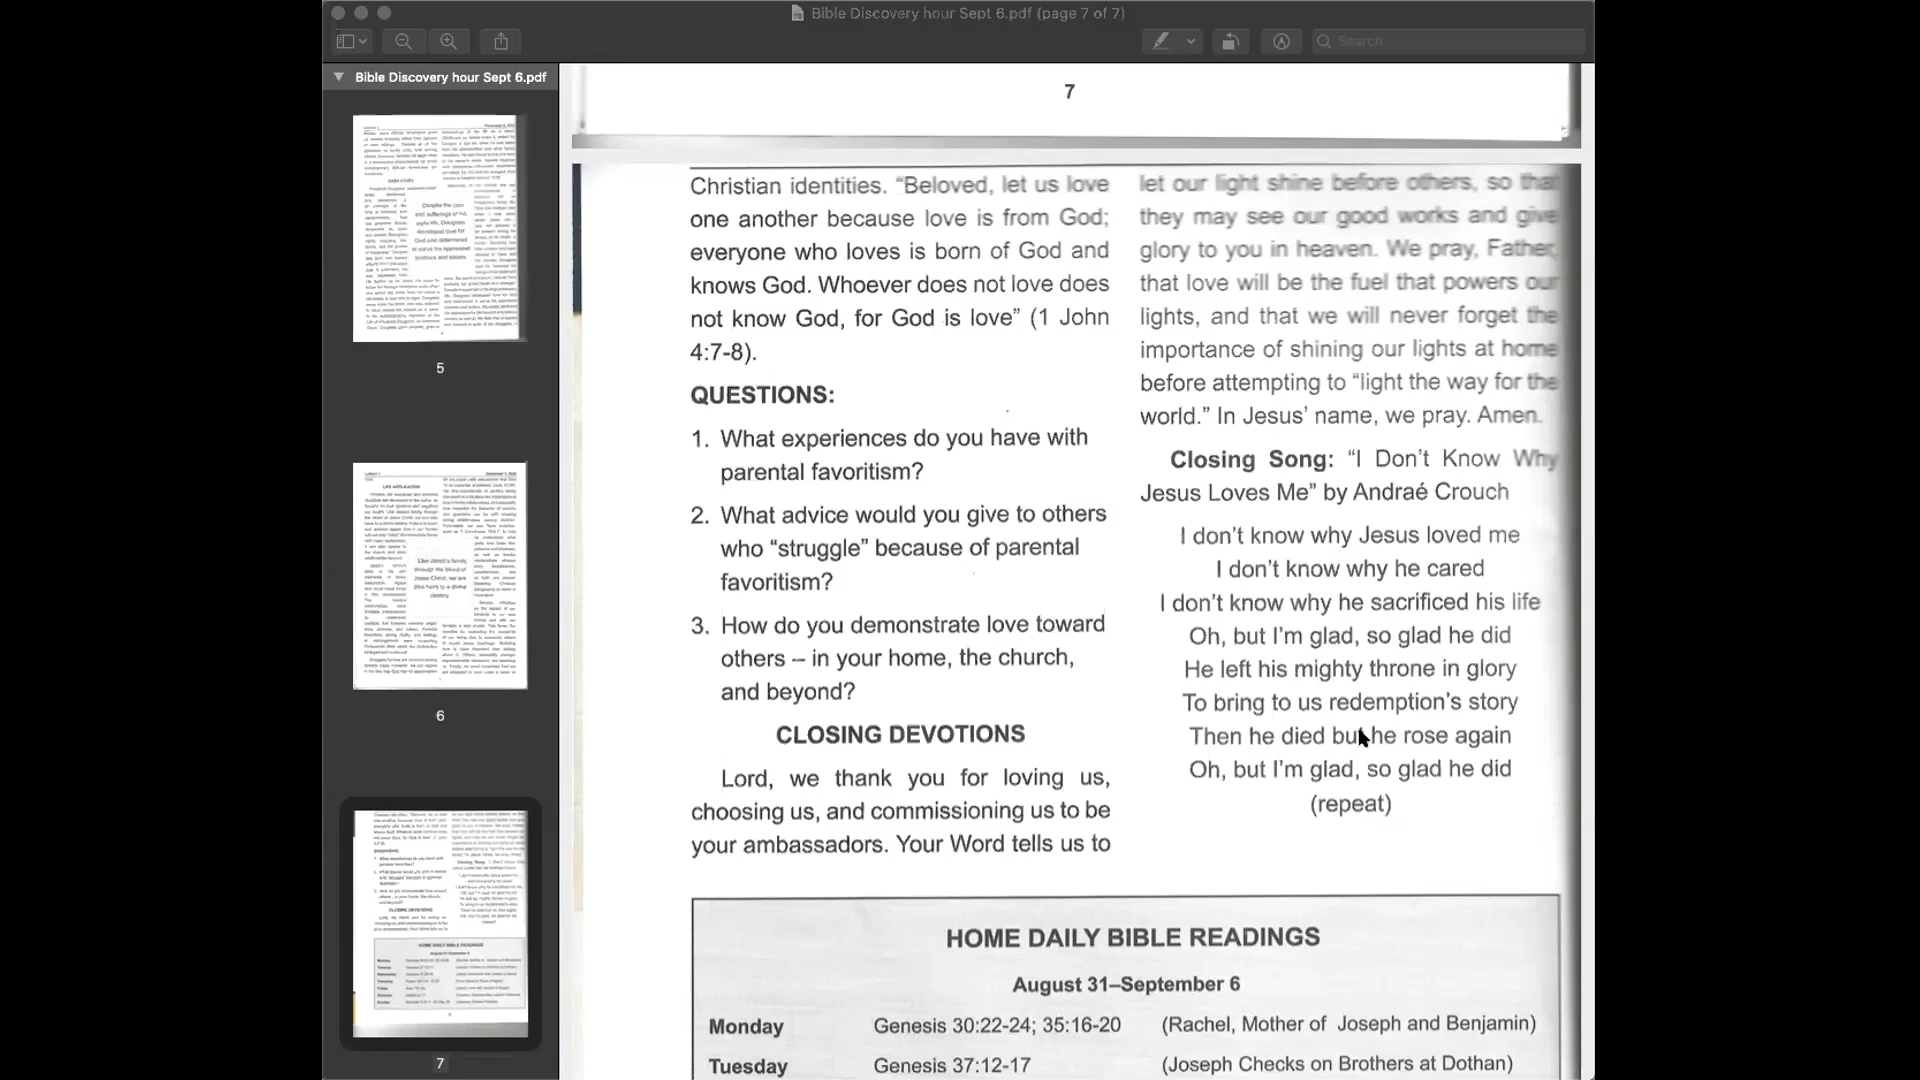 Bible Discovery hour Sept 6.pdf (page 7 of 7)
Search
Bible Discovery hour Sept 6.pdf
5
6
7
7
Christian identities. “Beloved, let us love
one another because love is from God;
everyone who loves is born of God and
knows God. Whoever does not love does
not know God, for God is love” (1 John
4:7-8).
QUESTIONS:
1. What experiences do you have with
parental favoritism?
2. What advice would you give to others
who “struggle” because of parental
favoritism?
3. How do you demonstrate love toward
others – in your home, the church,
and beyond?
CLOSING DEVOTIONS
Lord, we thank you for loving us,
choosing us, and commissioning us to be
your ambassadors. Your Word tells us to
let our light shine before others, so that
they may see our good works and give
glory to you in heaven. We pray, Father,
that love will be the fuel that powers our
lights, and that we will never forget the
importance of shining our lights at home
before attempting to “light the way for the
world.” In Jesus’ name, we pray. Amen.
Closing Song: “I Don’t Know Why
Jesus Loves Me” by Andraé Crouch
I don’t know why Jesus loved me
I don’t know why he cared
I don’t know why he sacrificed his life
Oh, but I’m glad, so glad he did
He left his mighty throne in glory
To bring to us redemption’s story
Then he died but he rose again
Oh, but I’m glad, so glad he did
(repeat)
HOME DAILY BIBLE READINGS
August 31–September 6
Monday Genesis 30:22-24; 35:16-20 (Rachel, Mother of Joseph and Benjamin)
Tuesday Genesis 37:12-17 (Joseph Checks on Brothers at Dothan)